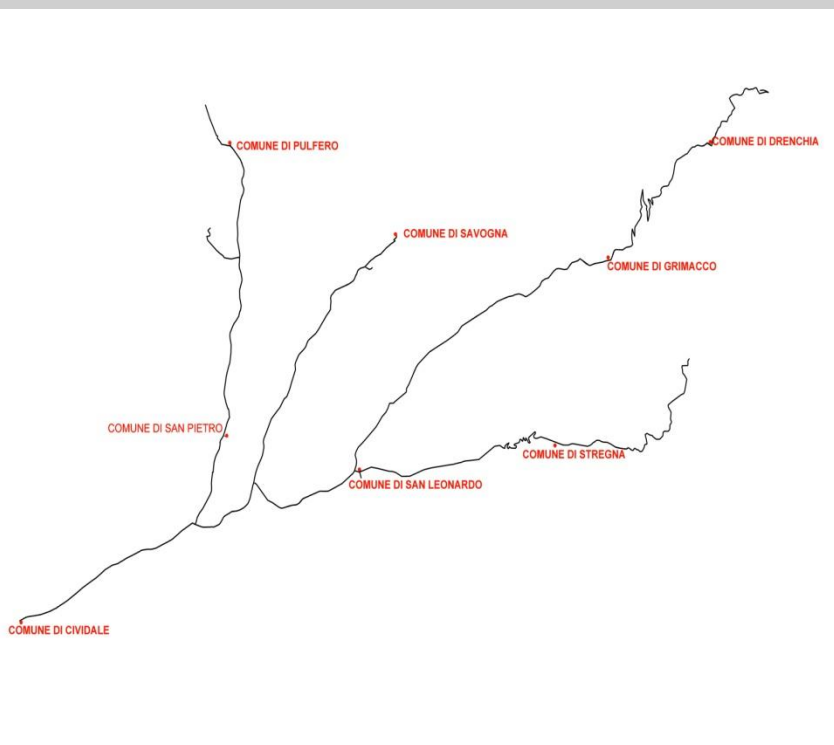 COMUNE DI DRENCHIA
COMUNE DI PULFERO
COMUNE DI SAVOGNA
COMUNE DI GRIMACCO
COMUNE DI SAN PIETRO
COMUNE DI STREGNA
COMUNE DI SAN LEONARDO
COMUNE DI CIVIDALE